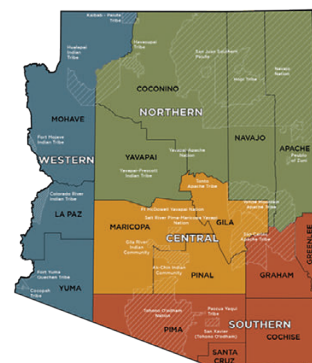 Kaibab - Paiute
Tribe
Hualapai
Indian
Tribe
Havasupai
Tribe
San Juan Southern
Paiute
Navajo
Nation
Hopi Tribe
COCONINO
NORTHERN
MOHAVE
Fort Mojave
Indian Tribe
NAVAJO
APACHE
Pueblo
of Zuni
WESTERN
YAVAPAI
Yavapai-Apache
Nation
Yavapai-Prescott
Indian Tribe
Tonto
Apache Tribe
Colorado River
Indian Tribe
LA PAZ
Ft McDowell Yavapai Nation
Salt River Pima-Maricopa
White Mountain
Apache Tribe
MARICOPA
GILA
CENTRAL
Gila River
Indian
Community
San Carlos
Apache Tribe
GREENLEE
Ak-Chin Indian
Community
PINAL
GRAHAM
Fort Yuma
Quechan Tribe
Cocopah
Tribe
YUMA
Tohono O'odham
Nation
Pascua Yaqui
Tribe
PIMA
San Xavier
(Tohono O'odham)
SOUTHERN
COCHISE
SANTA
CRUZ